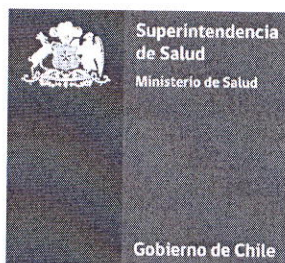 Superintendencia
de Salud
Ministerio de Salud
Gobierno de Chile